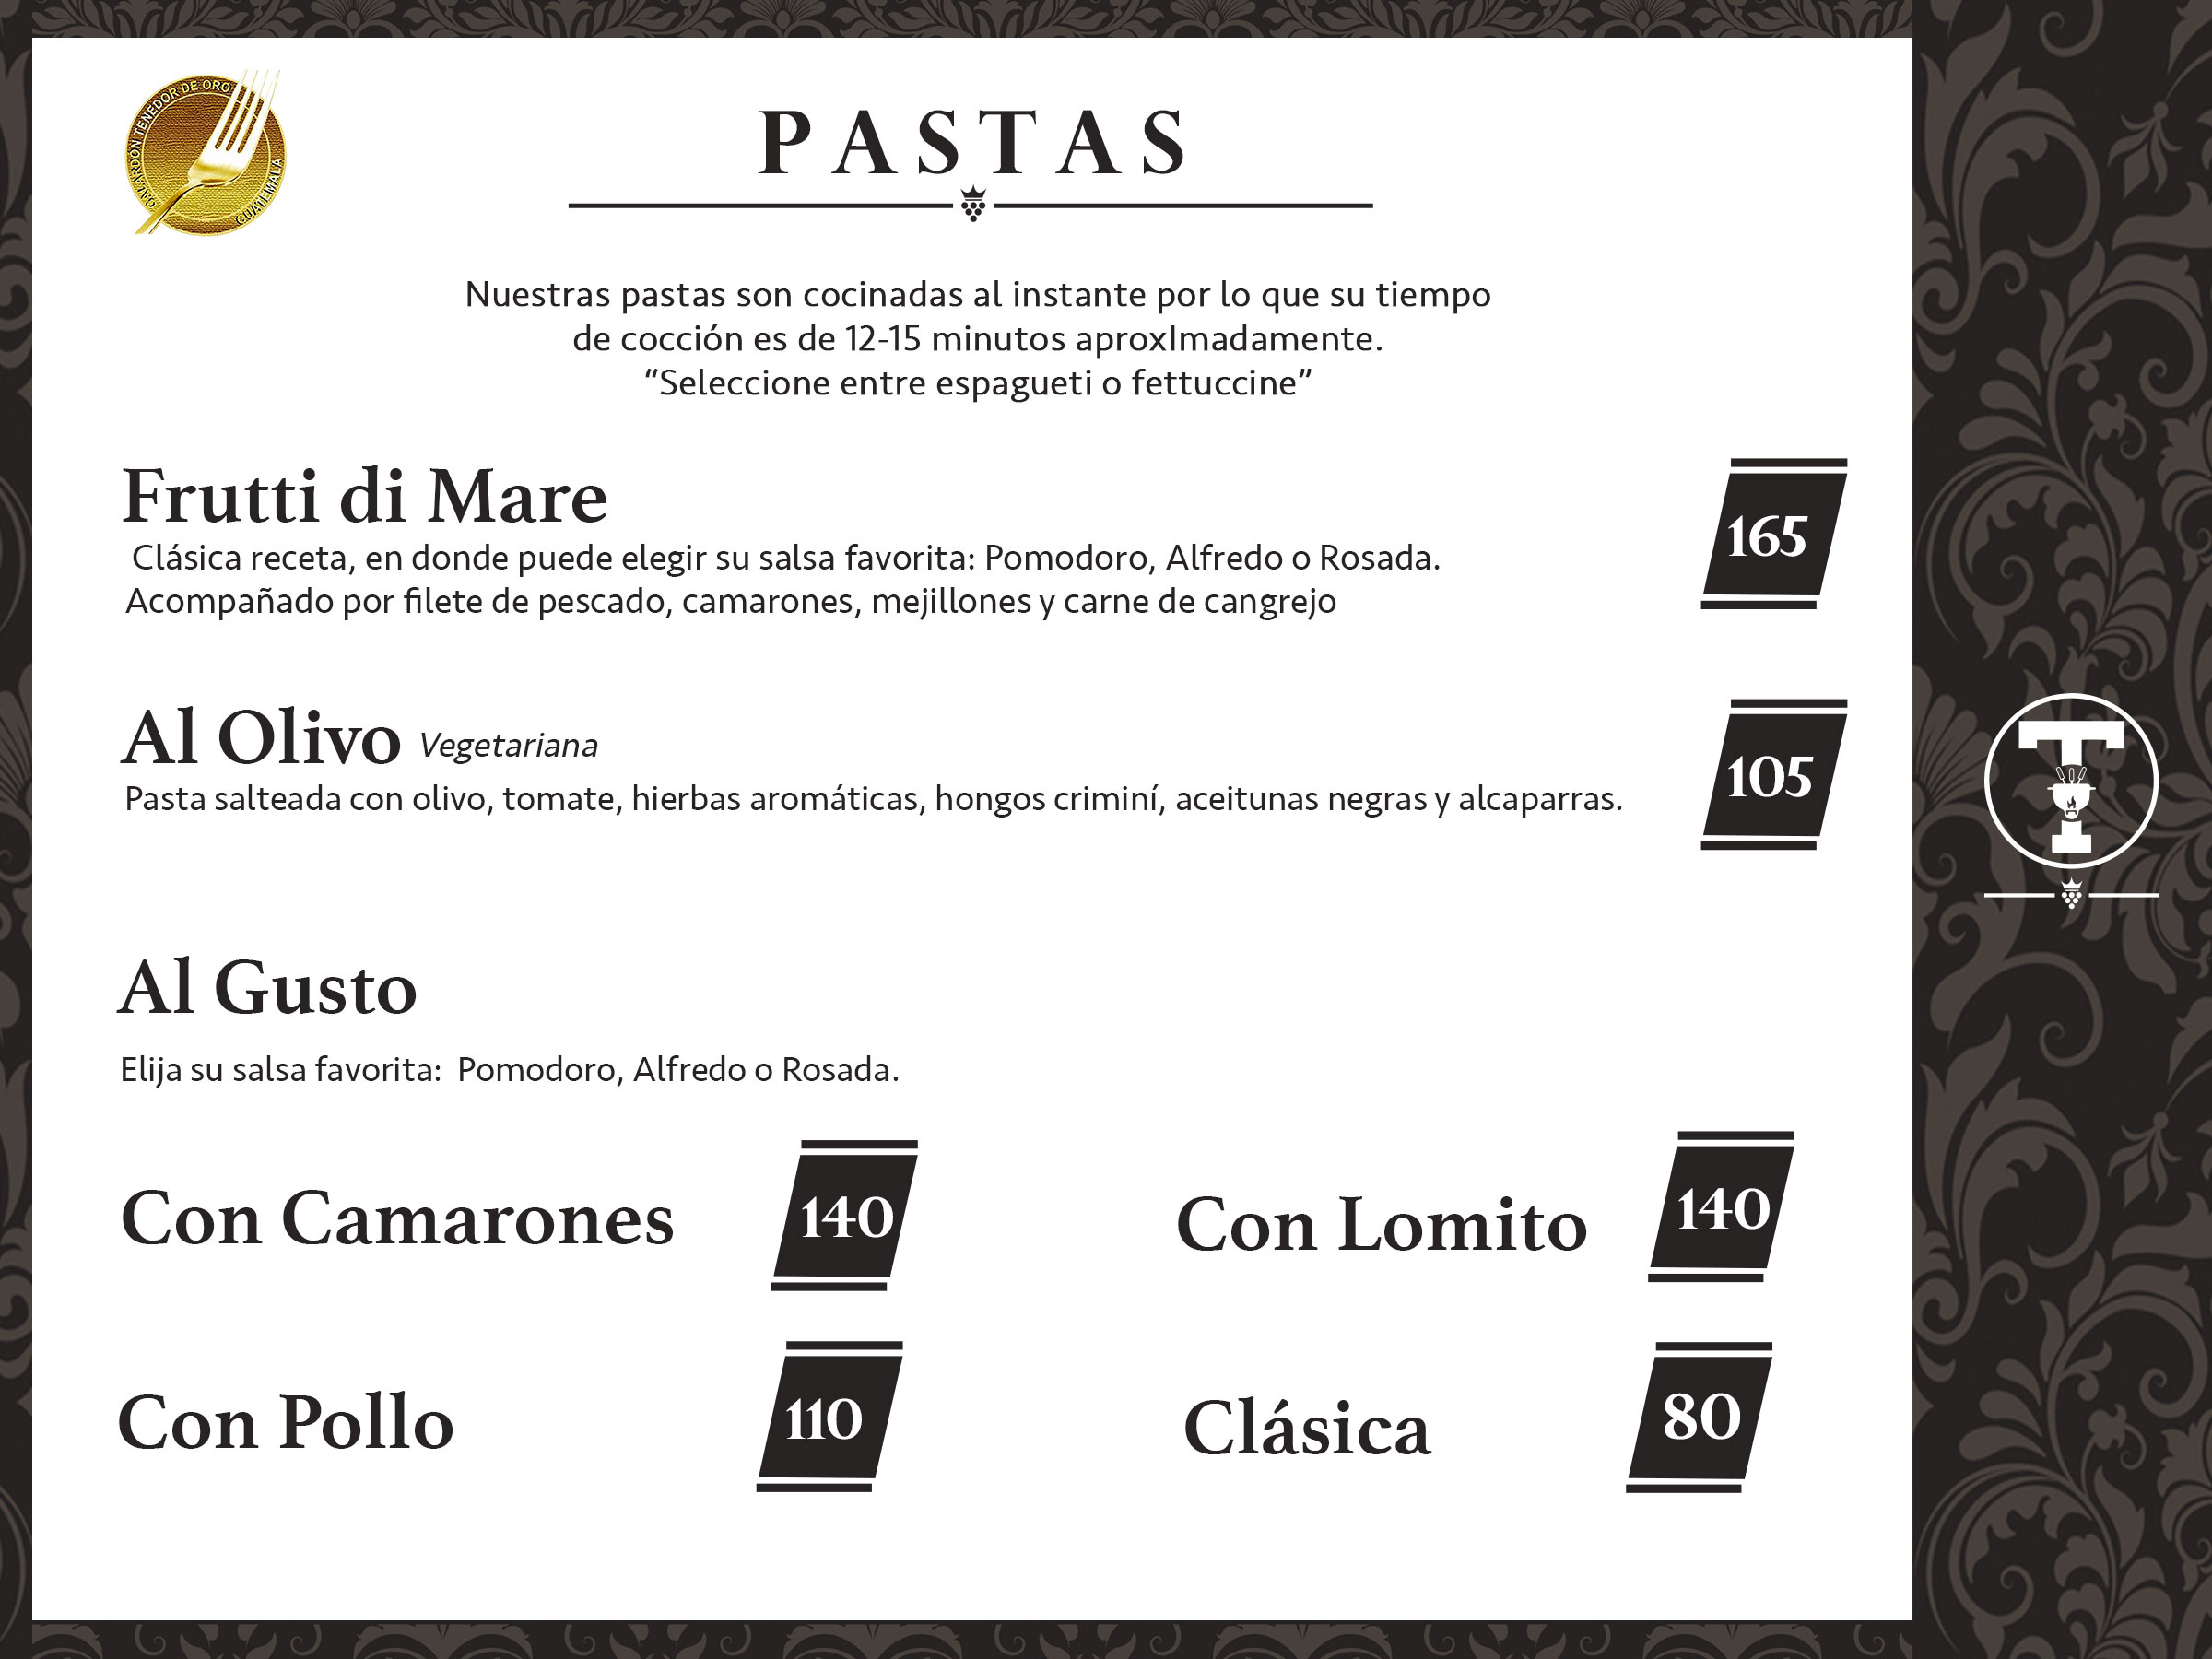 GALARDÓN TENEDOR DE ORO
GUATEMALA
PASTAS
Nuestras pastas son cocinadas al instante por lo que su tiempo
de cocción es de 12-15 minutos aproxImadamente.
“Seleccione entre espagueti o fettuccine”
Frutti di Mare
165
Clásica receta, en donde puede elegir su salsa favorita: Pomodoro, Alfredo o Rosada.
Acompañado por filete de pescado, camarones, mejillones y carne de cangrejo
Al Olivo Vegetariana
105
Pasta salteada con olivo, tomate, hierbas aromáticas, hongos criminí, aceitunas negras y alcaparras.
T
Al Gusto
Elija su salsa favorita: Pomodoro, Alfredo o Rosada.
Con Camarones 140
Con Lomito 140
Con Pollo 110
Clásica 80